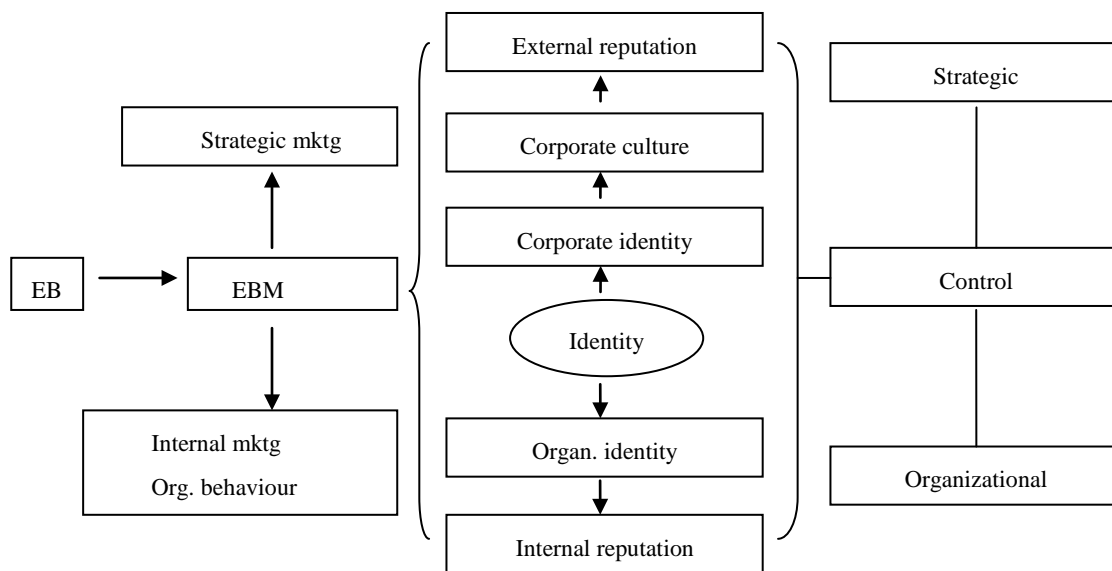 EB
Strategic mktg
EBM
Internal mktg
Org. behaviour
External reputation
Corporate culture
Corporate identity
Identity
Organ. identity
Internal reputation
Strategic
Control
Organizational